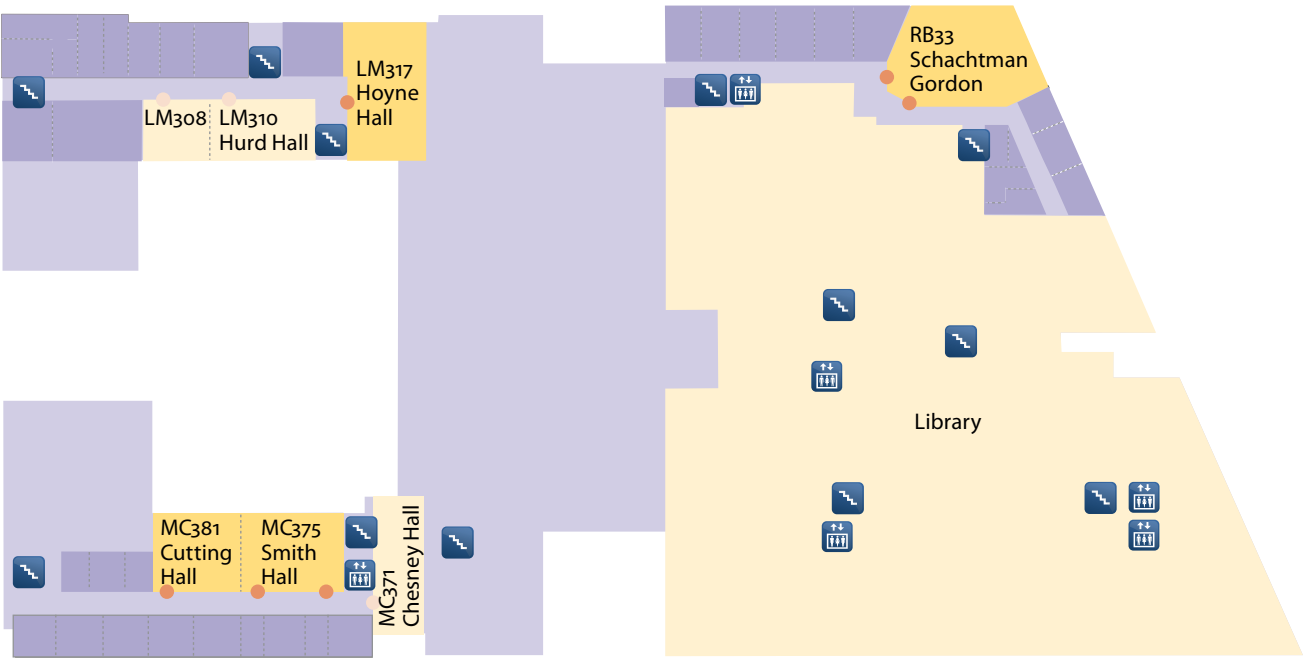 LM317
Hoyne
Hall
LM308
LM310
Hurd Hall
RB33
Schachtman
Gordon
Library
MC381
Cutting
Hall
MC375
Smith
Hall
MC371
Chesney Hall